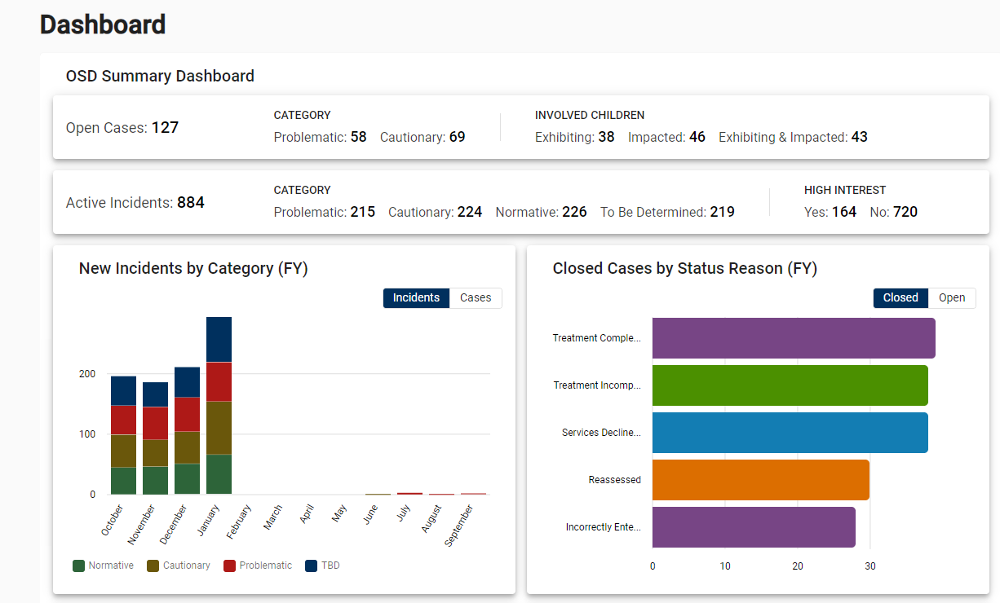 Dashboard
OSD Summary Dashboard
Open Cases: 127
CATEGORY
Problematic: 58 Cautionary: 69
INVOLVED CHILDREN
Exhibiting: 38 Impacted: 46 Exhibiting & Impacted: 43
Active Incidents: 884
CATEGORY
Problematic: 215 Cautionary: 224 Normative: 226 To Be Determined: 219
HIGH INTEREST
Yes: 164 No: 720
New Incidents by Category (FY)
Incidents Cases
200
100
0
October November December January February March April May June July August September
Normative Cautionary Problematic TBD
Closed Cases by Status Reason (FY)
Closed Open
Treatment Comple...
Treatment Incomp...
Services Decline...
Reassessed
Incorrectly Ente...
0 10 20 30